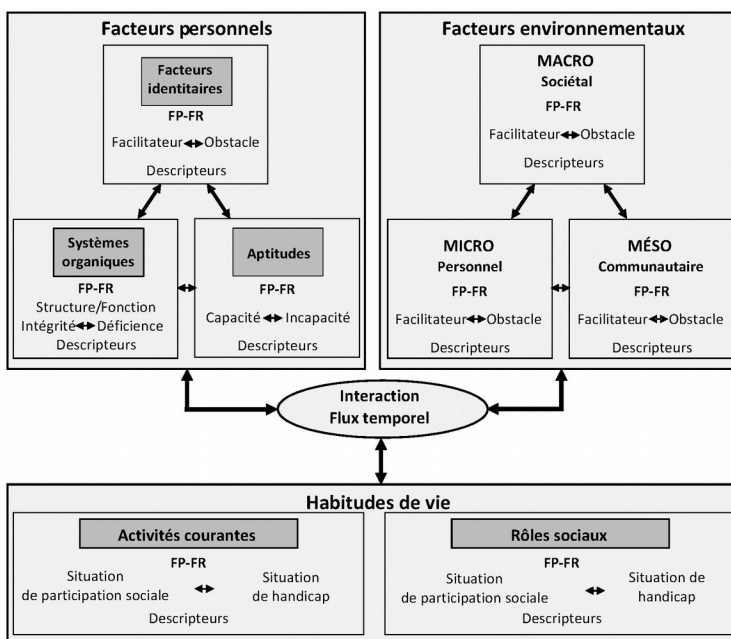 Facteurs personnels
Facteurs
identitaires
FP-FR
Facilitateur Obstacle
Descripteurs
Systèmes
organiques
FP-FR
Structure/Fonction
Intégrité Déficience
Descripteurs
Aptitudes
FP-FR
Capacité Incapacité
Descripteurs
Facteurs environnementaux
MACRO
Sociétal
FP-FR
Facilitateur Obstacle
Descripteurs
MICRO
Personnel
FP-FR
Facilitateur Obstacle
Descripteurs
MÉSO
Communautaire
FP-FR
Facilitateur Obstacle
Descripteurs
Interaction
Flux temporel
Habitudes de vie
Activités courantes
FP-FR
Situation
de participation sociale
Situation
de handicap
Descripteurs
Rôles sociaux
FP-FR
Situation
de participation sociale
Situation de
handicap
Descripteurs